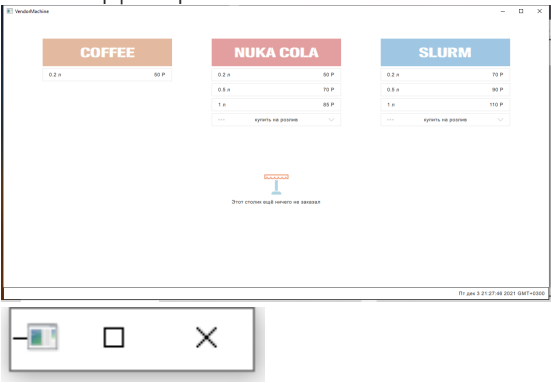 VendorMachine
COFFEE
0.2 л 50 Р
NUKA COLA
0.2 л 50 Р
0.5 л 70 Р
1 л 85 Р
купить на розлив
SLURM
0.2 л 70 Р
0.5 л 90 Р
1 л 110 Р
купить на розлив
Этот столик ещё ничего не заказал
Пт дек 3 21:27:46 2021 GMT+0300